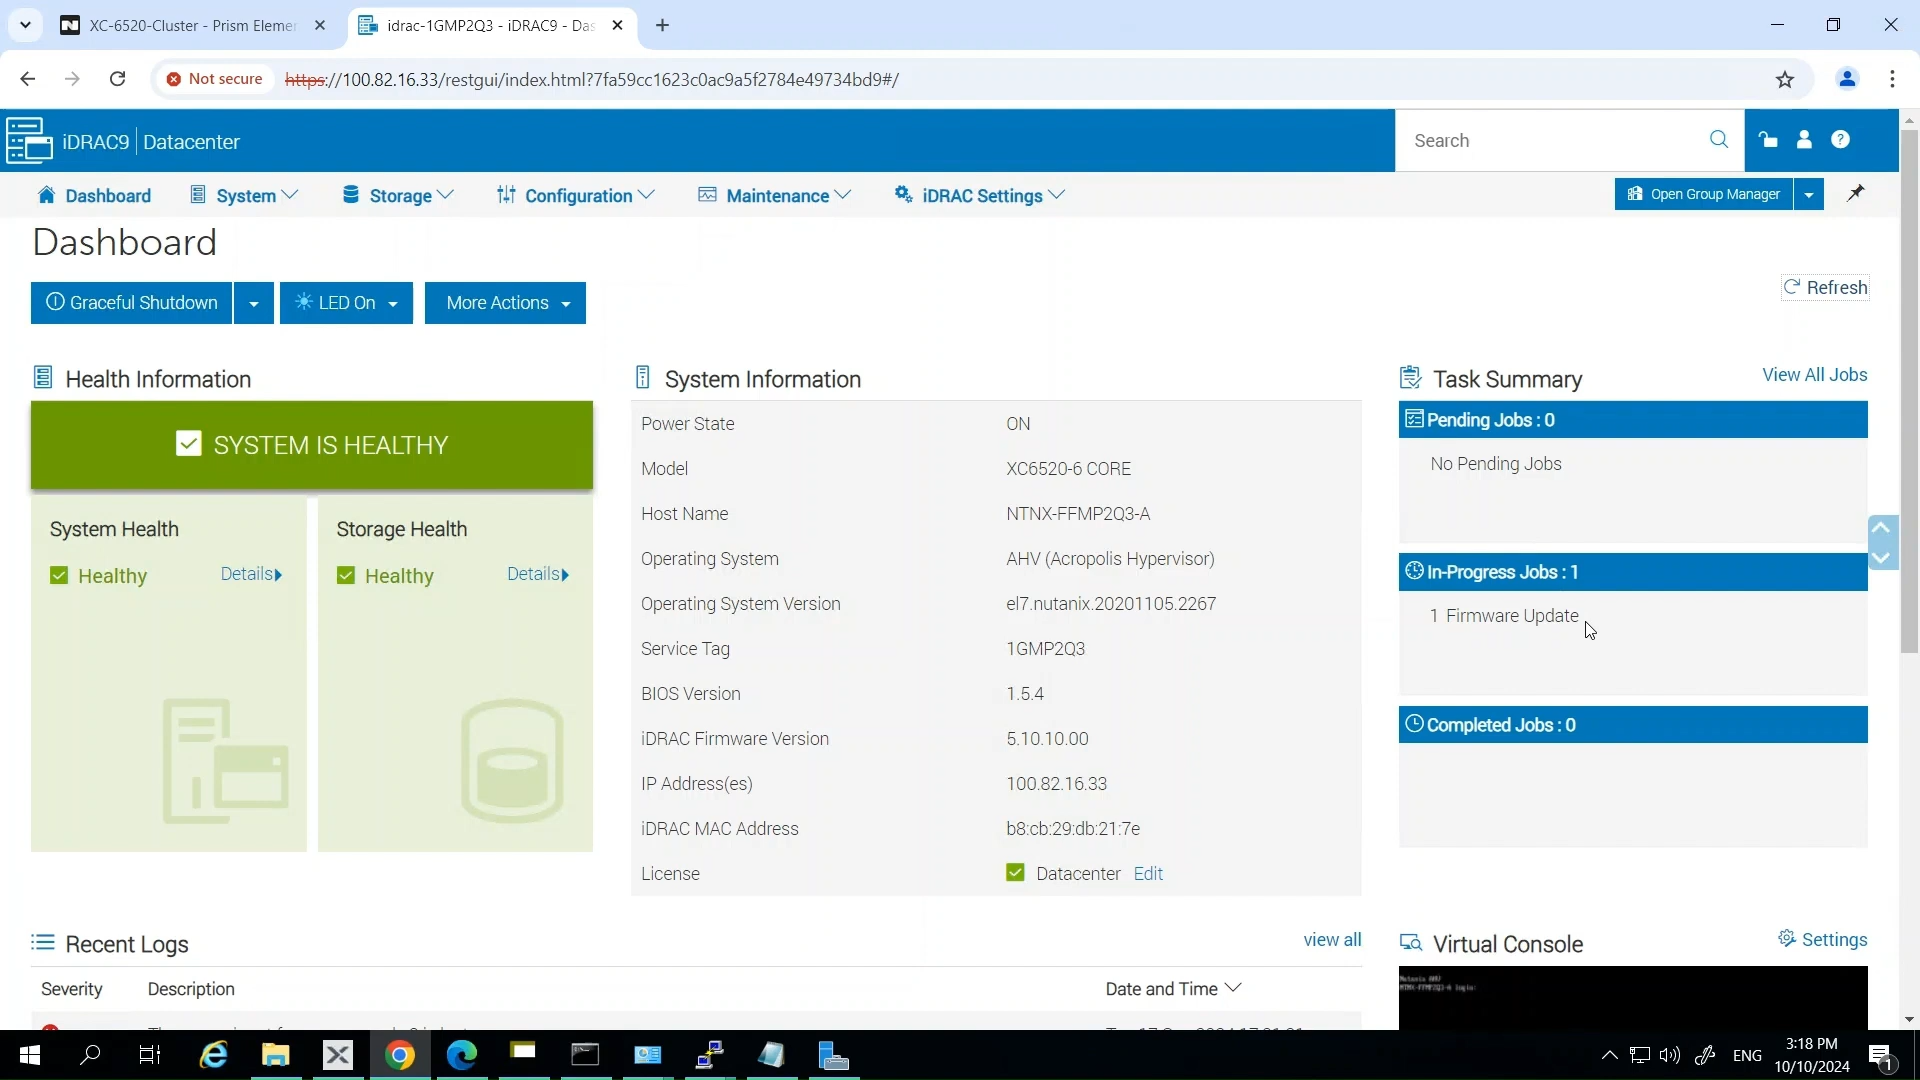 XC-6520-Cluster - Prism Elemer
idrac-1GMP2Q3 - iDRAC9 - Das
Not secure
https://100.82.16.33/restgui/index.html?7fa59cc1623c0ac9a5f2784e49734bd9#/
iDRAC9 | Datacenter
Search
Dashboard
System
Storage
Configuration
Maintenance
iDRAC Settings
Open Group Manager
Dashboard
Graceful Shutdown
LED On
More Actions
Refresh
Health Information
SYSTEM IS HEALTHY
System Health
Healthy
Details
Storage Health
Healthy
Details
System Information
Power State ON
Model XC6520-6 CORE
Host Name NTNX-FFMP2Q3-A
Operating System AHV (Acropolis Hypervisor)
Operating System Version el7.nutanix.20201105.2267
Service Tag 1GMP2Q3
BIOS Version 1.5.4
iDRAC Firmware Version 5.10.10.00
IP Address(es) 100.82.16.33
iDRAC MAC Address b8:cb:29:db:21:7e
License Datacenter Edit
Task Summary
View All Jobs
Pending Jobs : 0
No Pending Jobs
In-Progress Jobs : 1
1 Firmware Update
Completed Jobs : 0
Recent Logs
view all
Severity Description Date and Time
Virtual Console
Settings
Nutanix AHV
NTNX-FFMP2Q3-A login:
ENG
3:18 PM
10/10/2024
1